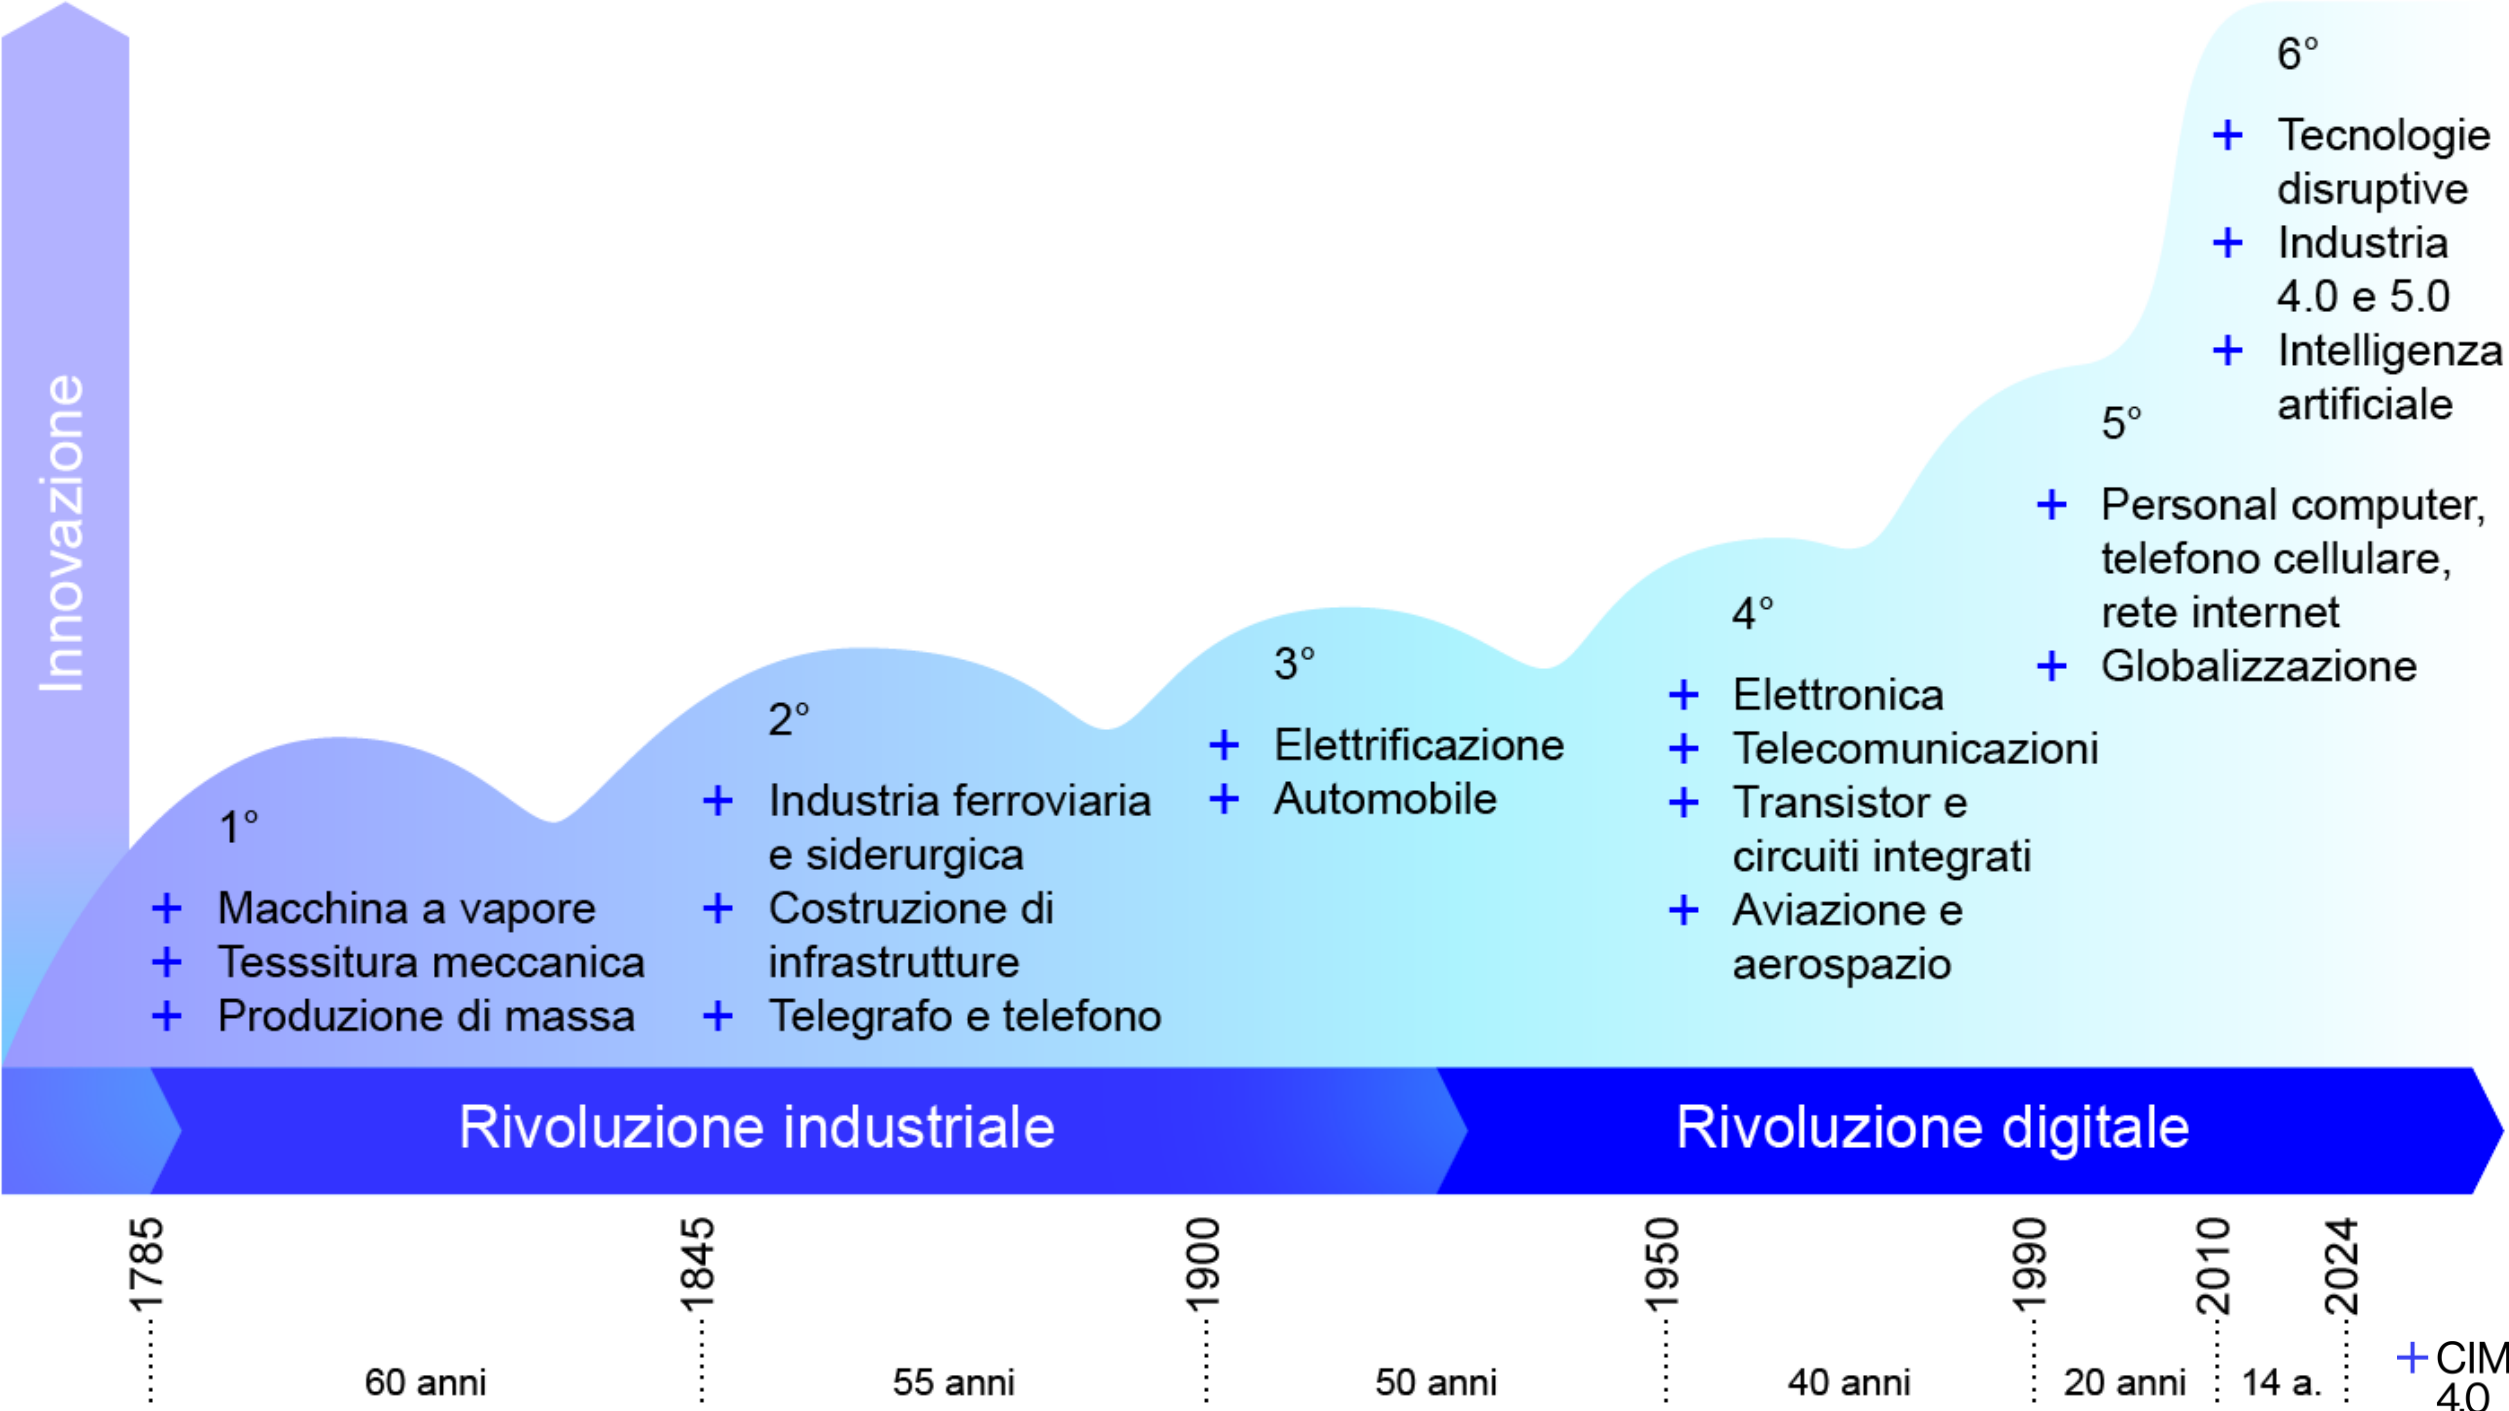 Innovazione
1°
Macchina a vapore
Tesssitura meccanica
Produzione di massa
2°
Industria ferroviaria
e siderurgica
Costruzione di
infrastrutture
Telegrafo e telefono
3°
Elettrificazione
Automobile
4°
Elettronica
Telecomunicazioni
Transistor e
circuiti integrati
Aviazione e
aerospazio
5°
Personal computer,
telefono cellulare,
rete internet
Globalizzazione
6°
Tecnologie
disruptive
Industria
4.0 e 5.0
Intelligenza
artificiale
Rivoluzione industriale
Rivoluzione digitale
1785
1845
1900
1950
1990
2010
2024
60 anni
55 anni
50 anni
40 anni
20 anni
14 a.
CIM
4.0